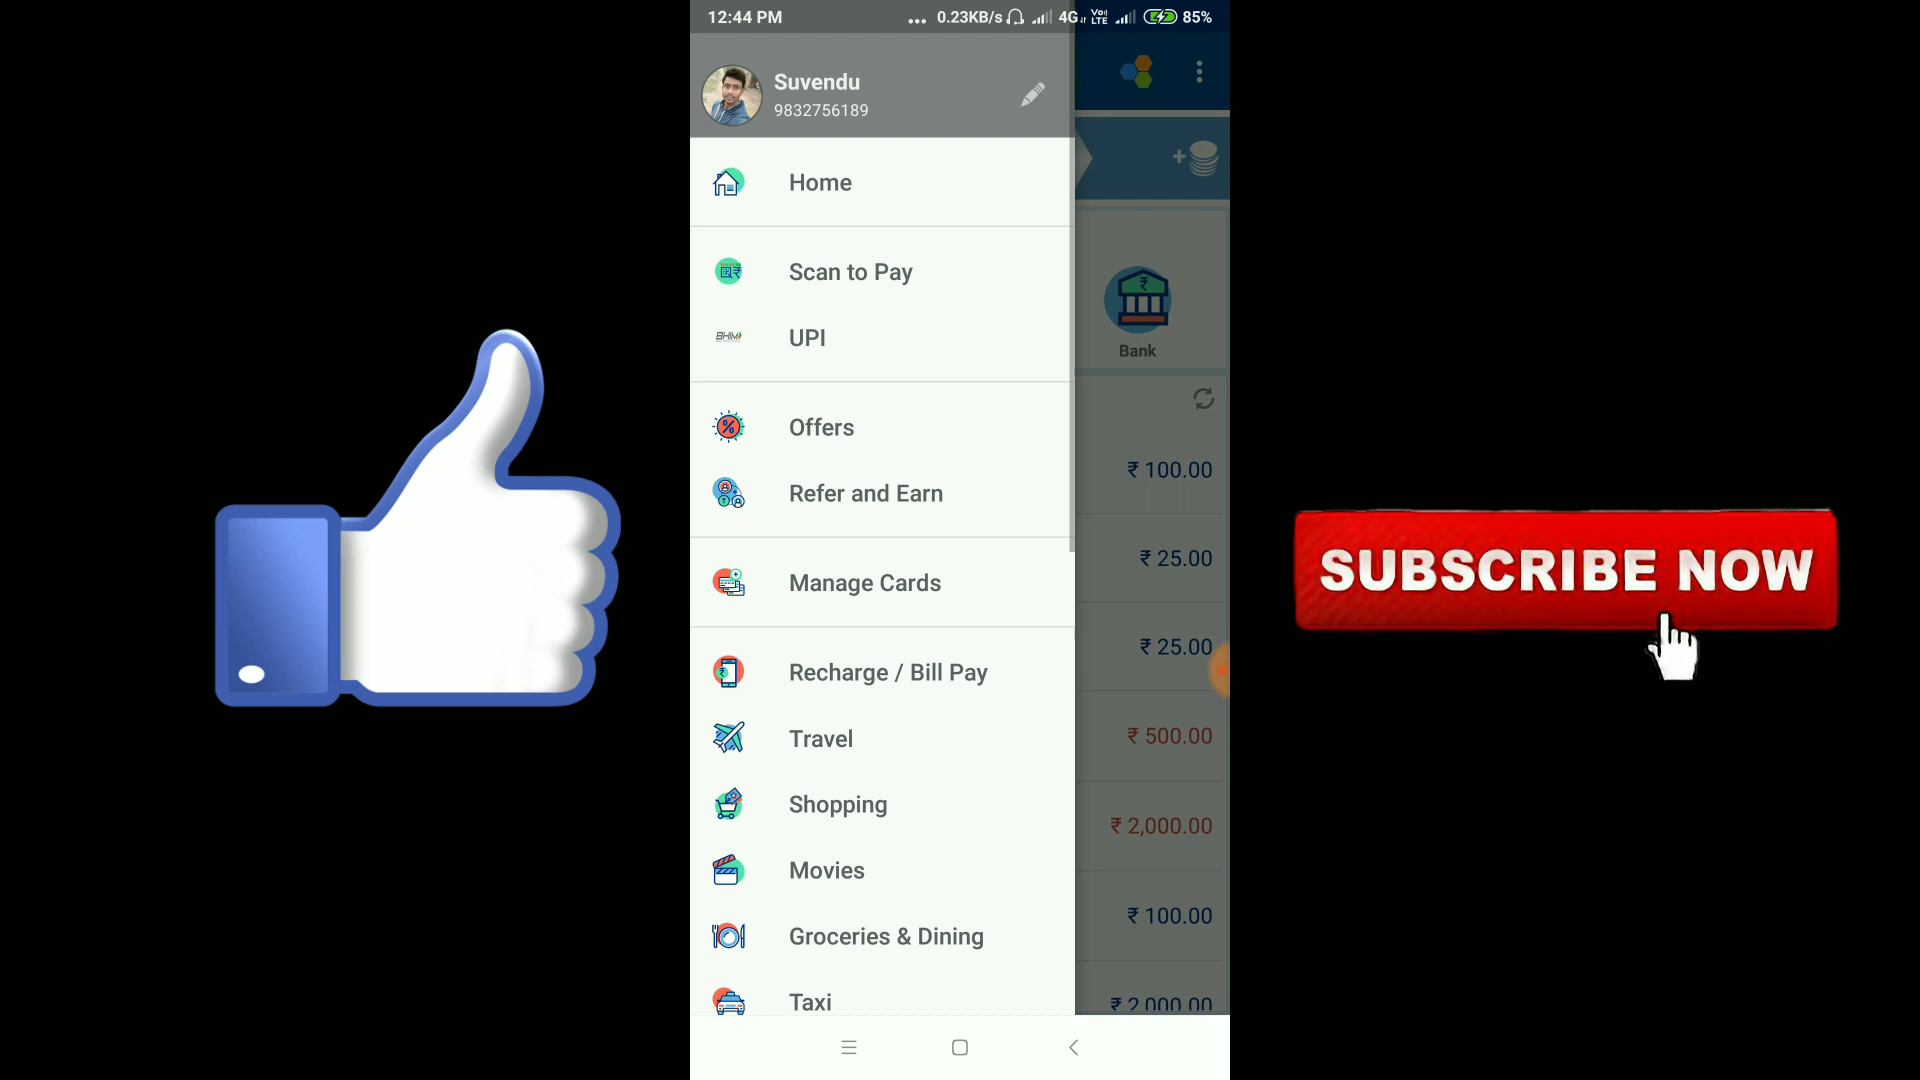 12:44 PM
... 0.23KB/s 4G VoLTE 85%
Suvendu
9832756189
Home
Scan to Pay
BHIM
UPI
Offers
Refer and Earn
Manage Cards
Recharge / Bill Pay
Travel
Shopping
Movies
Groceries & Dining
Taxi
Bank
₹ 100.00
₹ 25.00
₹ 25.00
₹ 500.00
₹ 2,000.00
₹ 100.00
₹ 2,000.00
SUBSCRIBE NOW